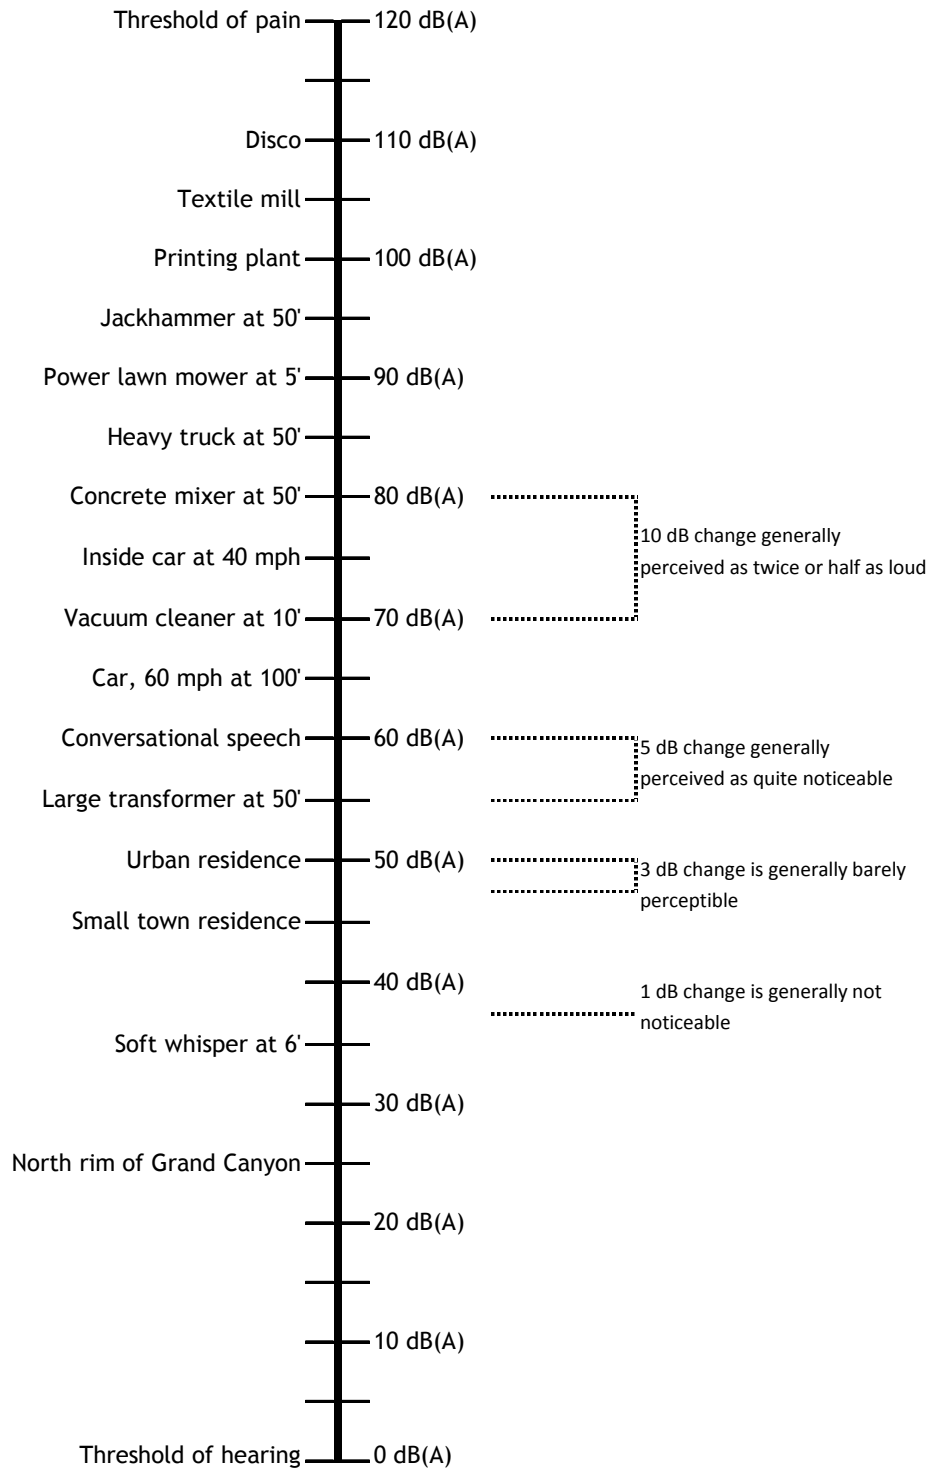 Threshold of pain 120 dB(A)
Disco 110 dB(A)
Textile mill
Printing plant 100 dB(A)
Jackhammer at 50'
Power lawn mower at 5' 90 dB(A)
Heavy truck at 50'
Concrete mixer at 50' 80 dB(A)
10 dB change generally
Inside car at 40 mph
perceived as twice or half as loud
Vacuum cleaner at 10' 70 dB(A)
Car, 60 mph at 100'
Conversational speech 60 dB(A)
5 dB change generally
perceived as quite noticeable
Large transformer at 50'
Urban residence 50 dB(A)
3 dB change is generally barely
perceptible
Small town residence
40 dB(A)
1 dB change is generally not
noticeable
Soft whisper at 6'
30 dB(A)
North rim of Grand Canyon
20 dB(A)
10 dB(A)
Threshold of hearing 0 dB(A)